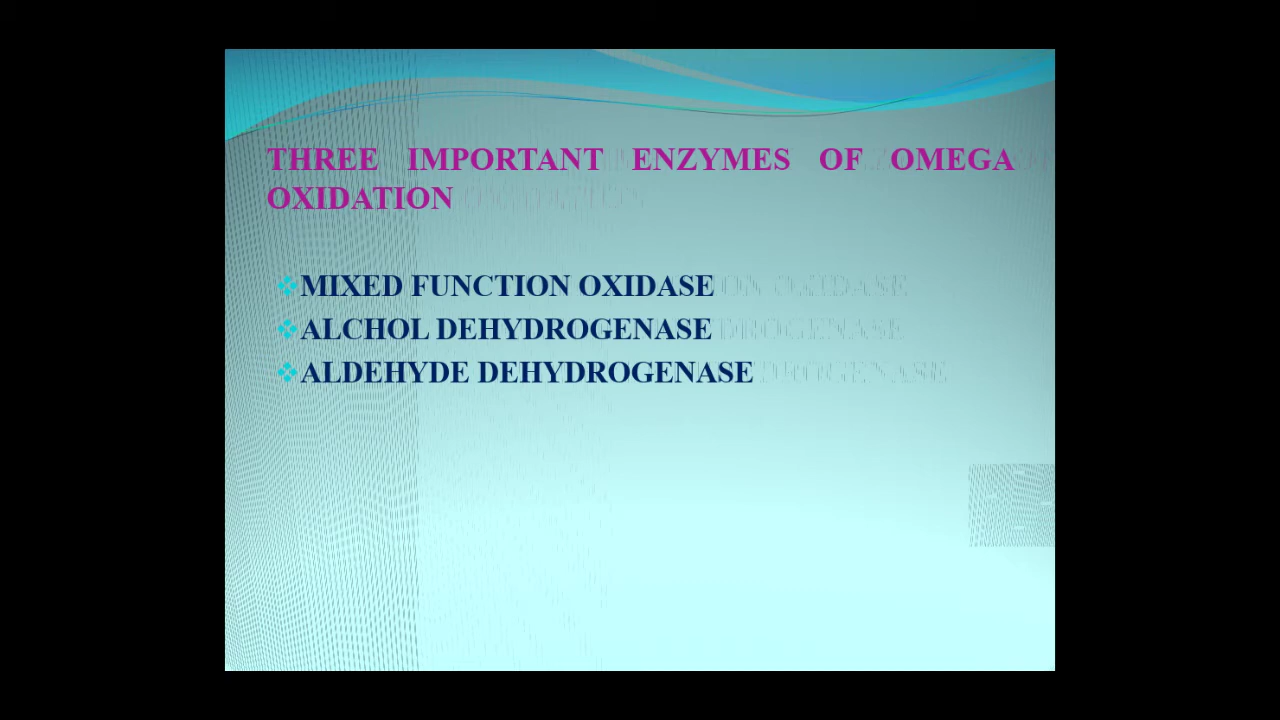 THREE IMPORTANT ENZYMES OF OMEGA
OXIDATION
MIXED FUNCTION OXIDASE
ALCHOL DEHYDROGENASE
ALDEHYDE DEHYDROGENASE